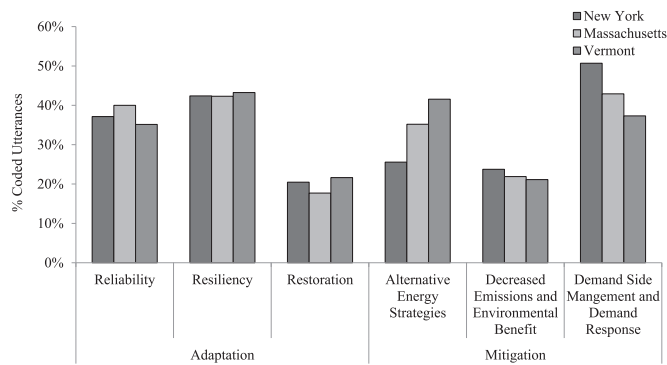 60%
50%
40%
30%
20%
10%
0%
% Coded Utterances
New York
Massachusetts
Vermont
Reliability
Resiliency
Restoration
Alternative
Energy
Strategies
Decreased
Emissions and
Environmental
Benefit
Demand Side
Mangement and
Demand
Response
Adaptation
Mitigation